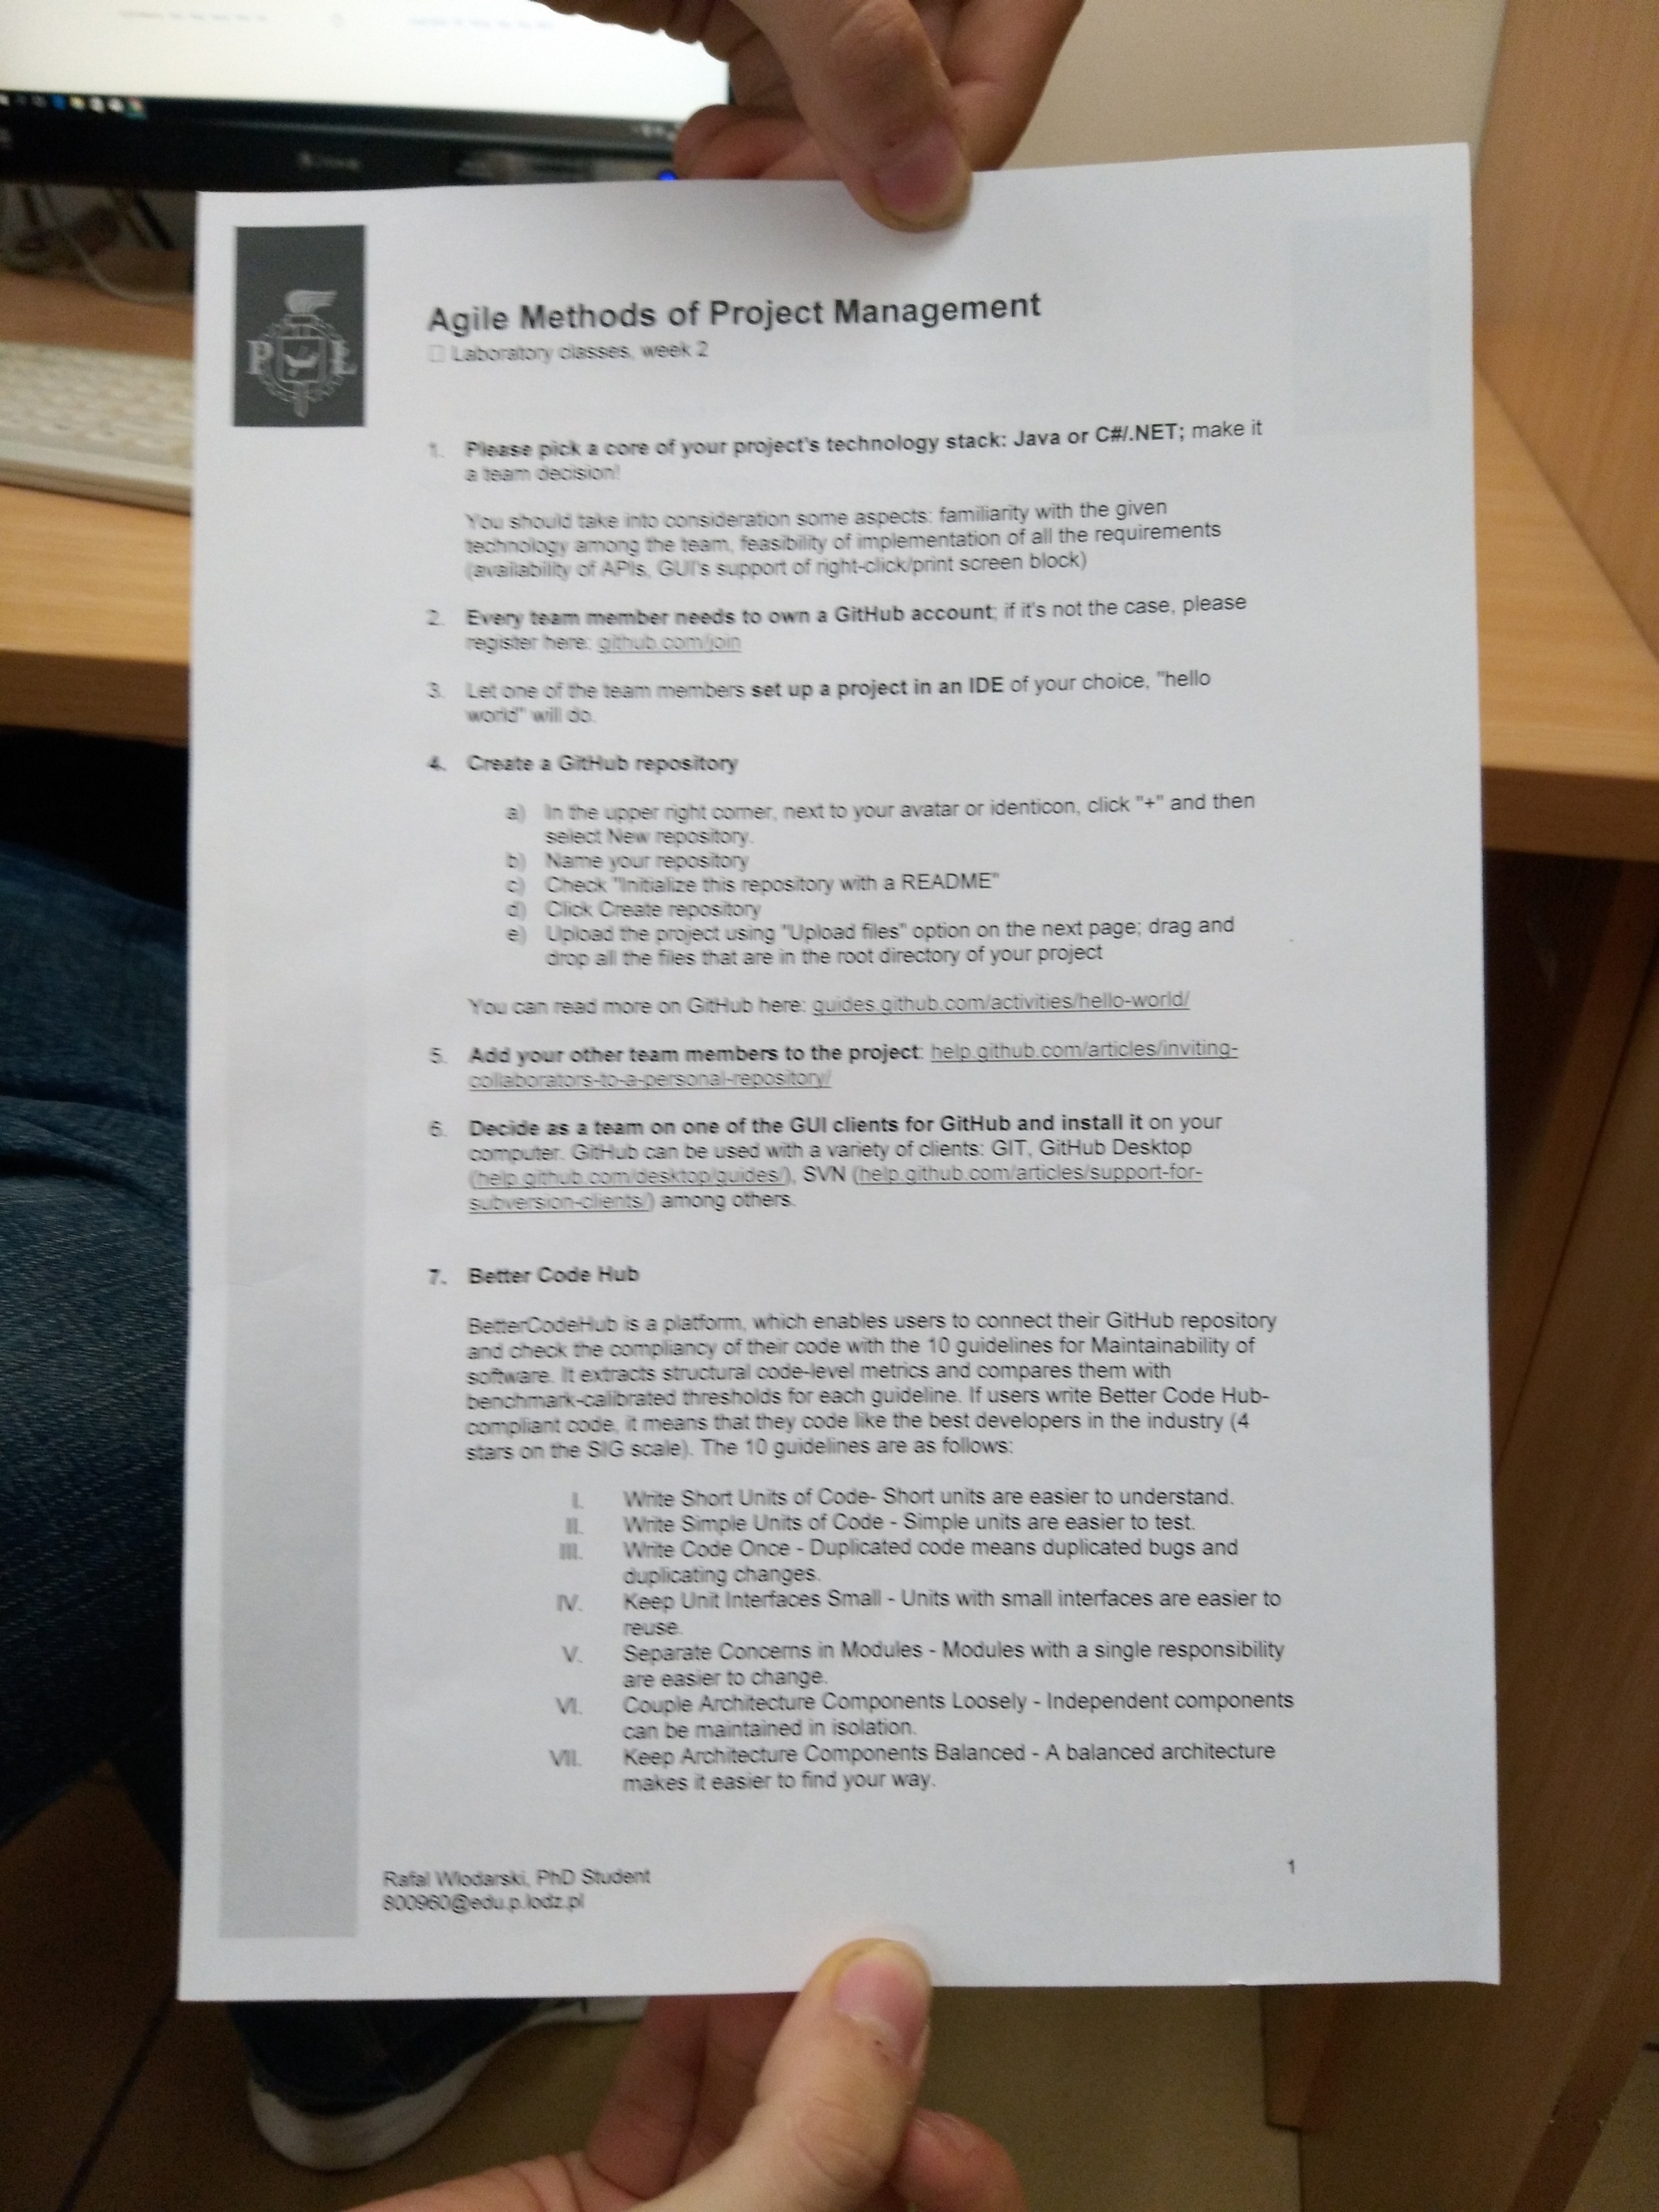 P Ł
Agile Methods of Project Management
Laboratory classes, week 2
1. Please pick a core of your project's technology stack: Java or C#/.NET; make it
a team decision!
You should take into consideration some aspects: familiarity with the given
technology among the team, feasibility of implementation of all the requirements
(availability of APIs, GUI's support of right-click/print screen block)
2. Every team member needs to own a GitHub account; if it's not the case, please
register here: github.com/join
3. Let one of the team members set up a project in an IDE of your choice, "hello
world" will do.
4. Create a GitHub repository
a) In the upper right corner, next to your avatar or identicon, click "+" and then
select New repository.
b) Name your repository
c) Check "Initialize this repository with a README"
d) Click Create repository
e) Upload the project using "Upload files" option on the next page; drag and
drop all the files that are in the root directory of your project
You can read more on GitHub here: guides.github.com/activities/hello-world/
5. Add your other team members to the project: help.github.com/articles/inviting-
collaborators-to-a-personal-repository/
6. Decide as a team on one of the GUI clients for GitHub and install it on your
computer. GitHub can be used with a variety of clients: GIT, GitHub Desktop
(help.github.com/desktop/guides/), SVN (help.github.com/articles/support-for-
subversion-clients/) among others.
7. Better Code Hub
BetterCodeHub is a platform, which enables users to connect their GitHub repository
and check the compliancy of their code with the 10 guidelines for Maintainability of
software. It extracts structural code-level metrics and compares them with
benchmark-calibrated thresholds for each guideline. If users write Better Code Hub-
compliant code, it means that they code like the best developers in the industry (4
stars on the SIG scale). The 10 guidelines are as follows:
I. Write Short Units of Code- Short units are easier to understand.
II. Write Simple Units of Code - Simple units are easier to test.
III. Write Code Once - Duplicated code means duplicated bugs and
duplicating changes.
IV. Keep Unit Interfaces Small - Units with small interfaces are easier to
reuse.
V. Separate Concerns in Modules - Modules with a single responsibility
are easier to change.
VI. Couple Architecture Components Loosely - Independent components
can be maintained in isolation.
VII. Keep Architecture Components Balanced - A balanced architecture
makes it easier to find your way.
Rafal Wlodarski, PhD Student
800960@edu.p.lodz.pl
1